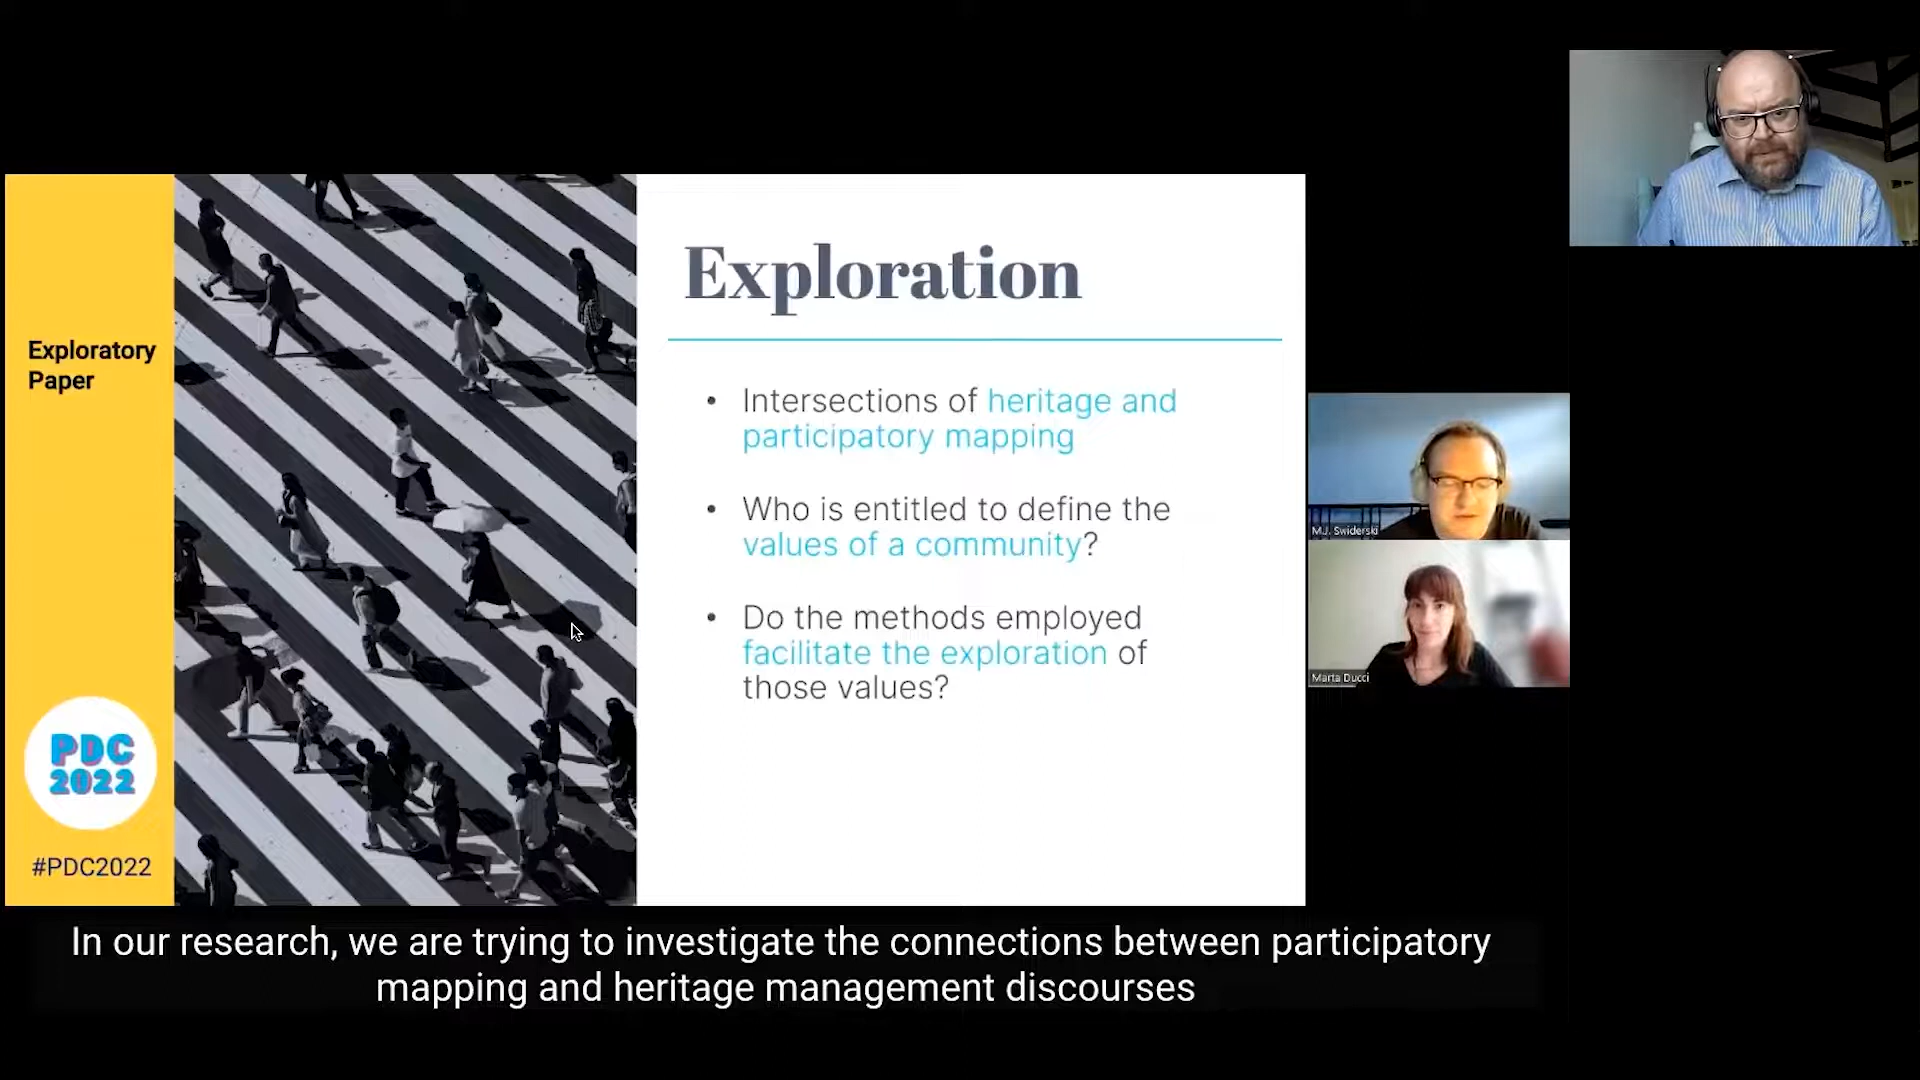 Exploratory
Paper
PDC
2022
#PDC2022
Exploration
• Intersections of heritage and
participatory mapping
• Who is entitled to define the
values of a community?
• Do the methods employed
facilitate the exploration of
those values?
M.J. Swiderski
Marta Ducci
In our research, we are trying to investigate the connections between participatory
mapping and heritage management discourses